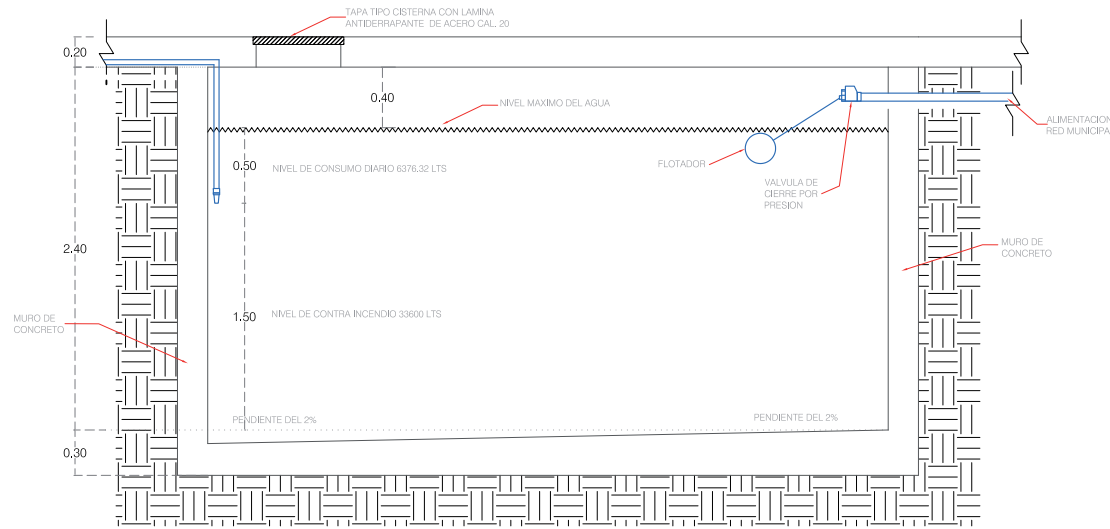 TAPA TIPO CISTERNA CON LAMINA
ANTIDERRAPANTE DE ACERO CAL. 20
0.20
0.40
NIVEL MAXIMO DEL AGUA
ALIMENTACION
RED MUNICIPA
0.50
NIVEL DE CONSUMO DIARIO 6376.32 LTS
FLOTADOR
VALVULA DE
CIERRE POR
PRESION
2.40
MURO DE
CONCRETO
1.50
NIVEL DE CONTRA INCENDIO 33600 LTS
MURO DE
CONCRETO
PENDIENTE DEL 2%
PENDIENTE DEL 2%
0.30